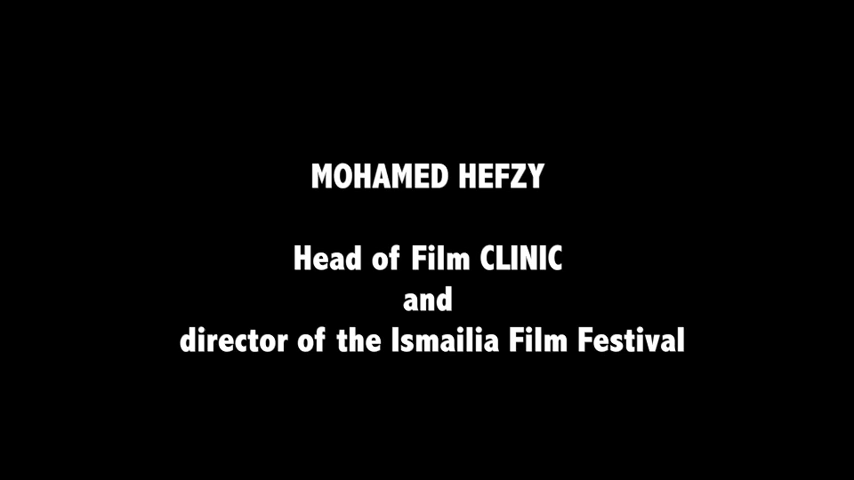 MOHAMED HEFZY
Head of Film CLINIC
and
director of the Ismailia Film Festival